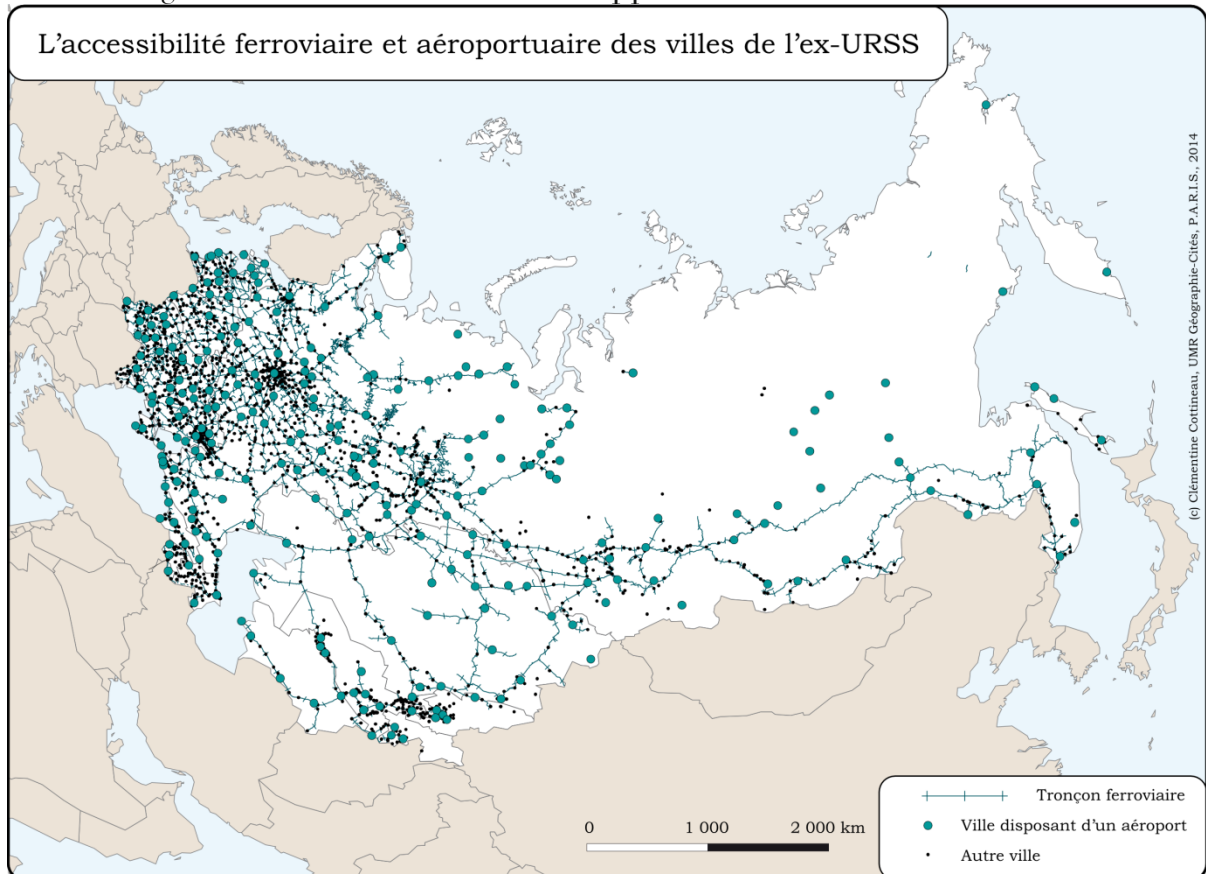 L'accessibilité ferroviaire et aéroportuaire des villes de l'ex-URSS
(c) Clémentine Cottineau, UMR Géographie-Cités, P.A.R.I.S., 2014
0 1 000 2 000 km
Tronçon ferroviaire
Ville disposant d'un aéroport
Autre ville